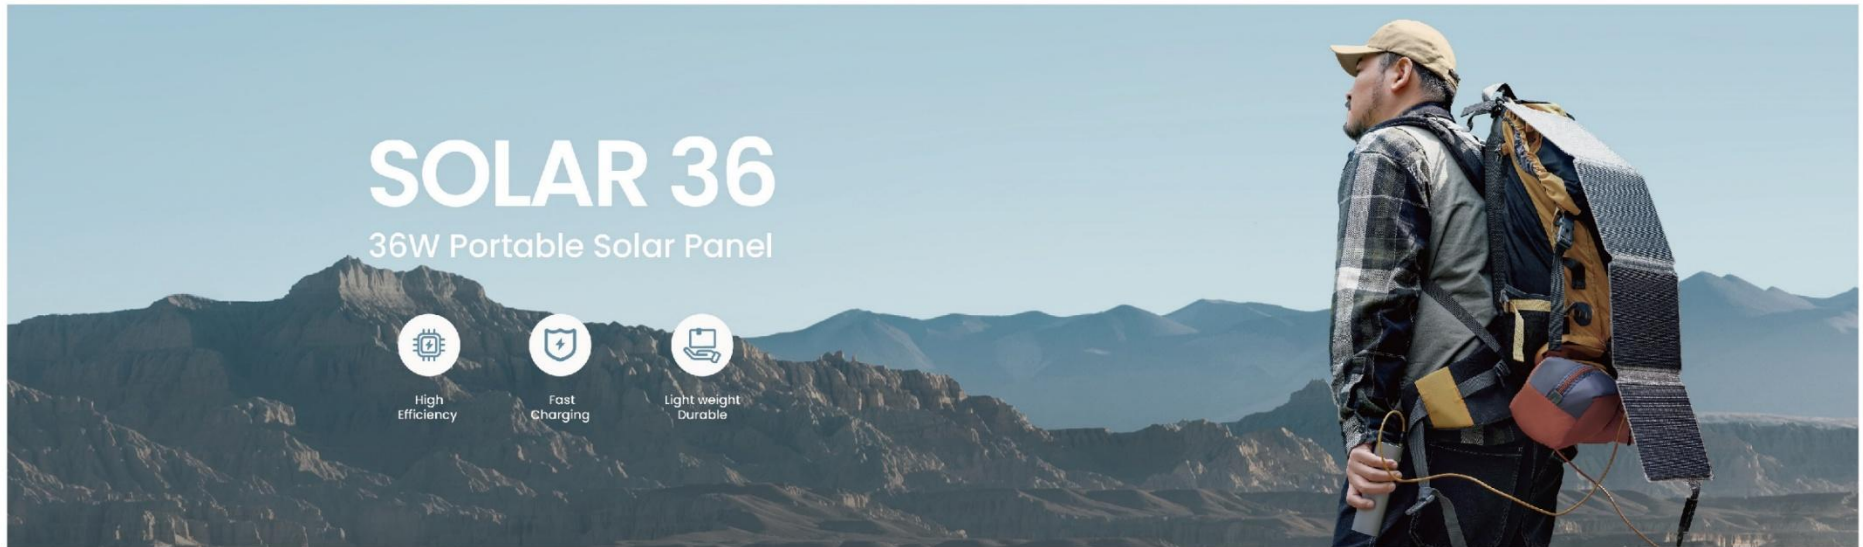 SOLAR 36
36W Portable Solar Panel
High
Efficiency
Fast
Charging
Light weight
Durable